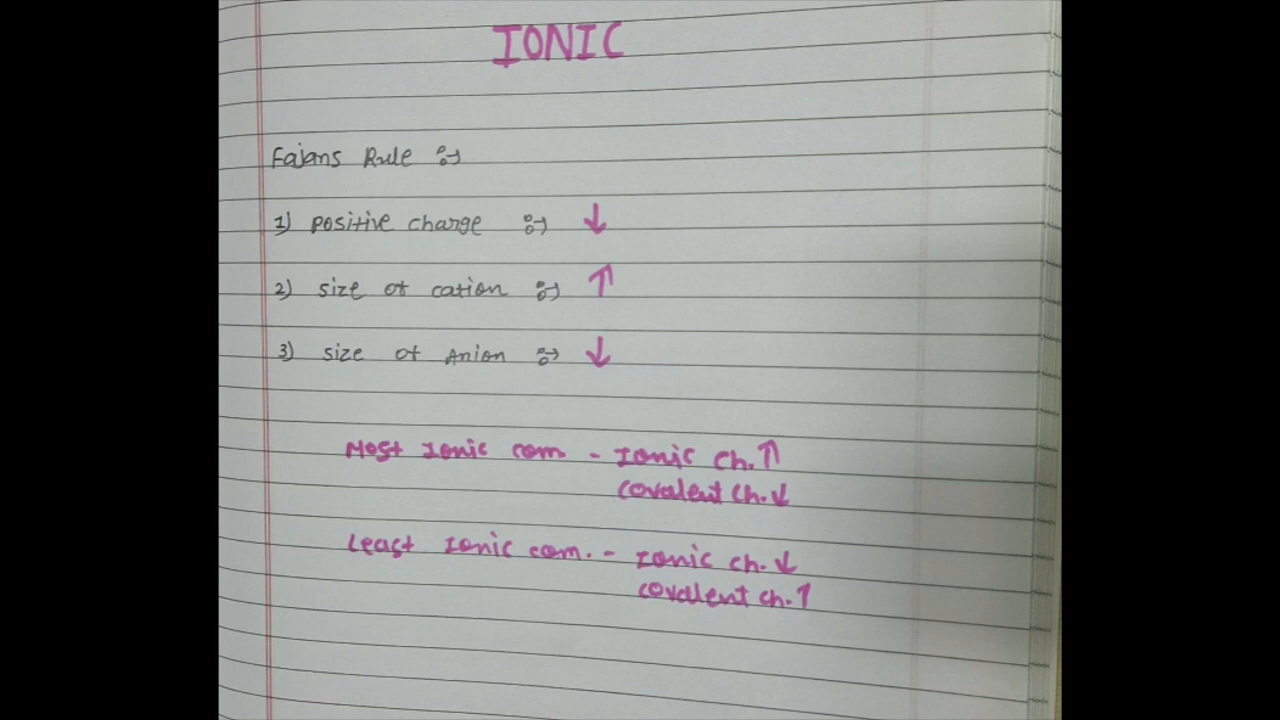 IONIC
Fajans Rule :-
1) positive charge :- ↓
2) size of cation :- ↑
3) size of Anion :- ↓
Most Ionic com. - Ionic ch. ↑
covalent ch. ↓
Least Ionic com. - Ionic ch. ↓
covalent ch. ↑